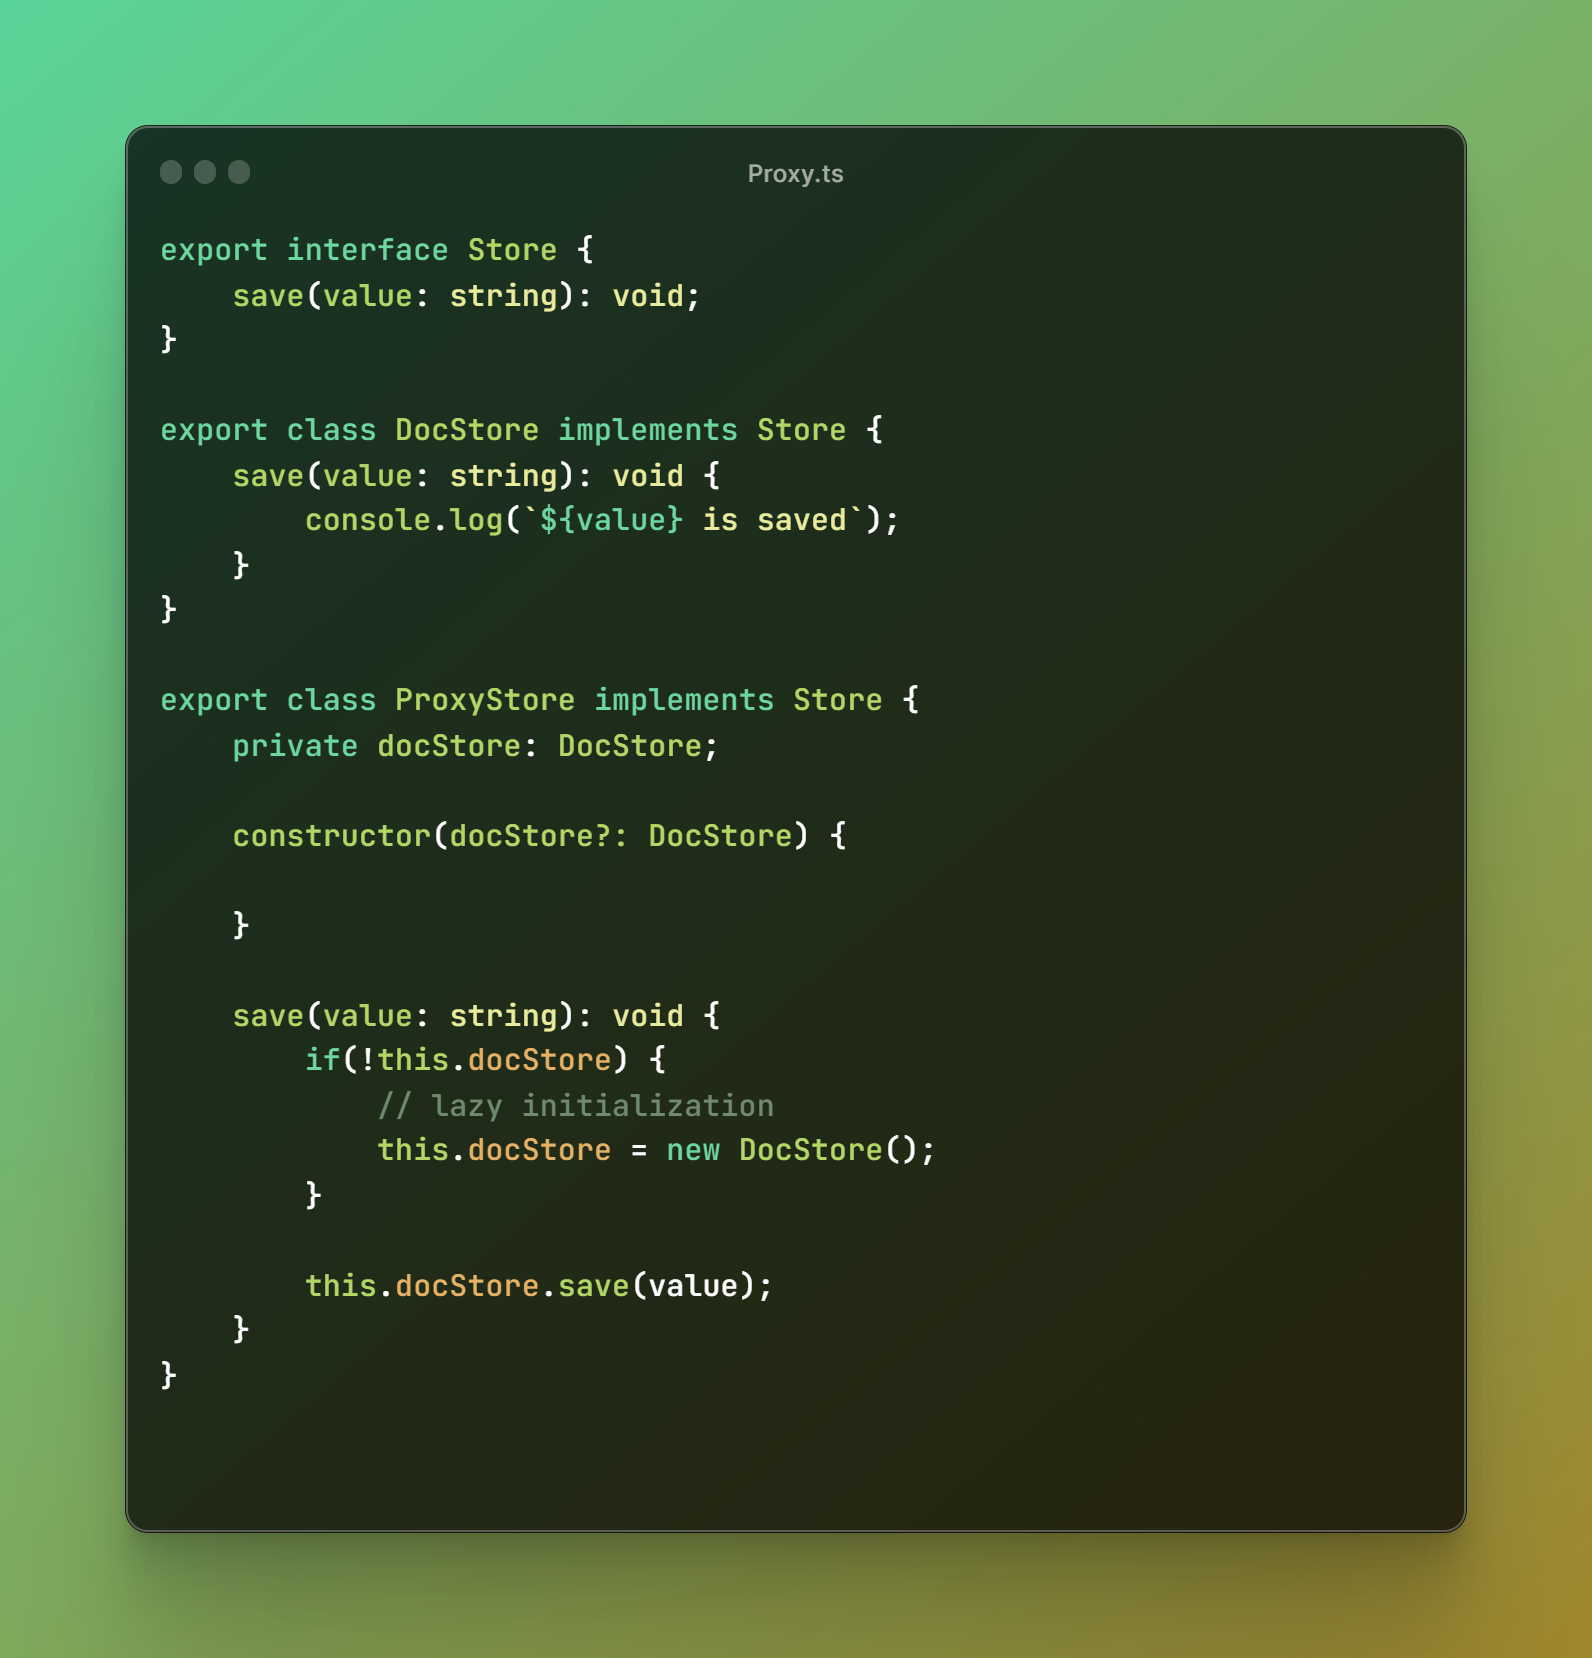 Proxy.ts
export interface Store {
    save(value: string): void;
}

export class DocStore implements Store {
    save(value: string): void {
        console.log(`${value} is saved`);
    }
}

export class ProxyStore implements Store {
    private docStore: DocStore;

    constructor(docStore?: DocStore) {

    }

    save(value: string): void {
        if(!this.docStore) {
            // lazy initialization
            this.docStore = new DocStore();
        }

        this.docStore.save(value);
    }
}